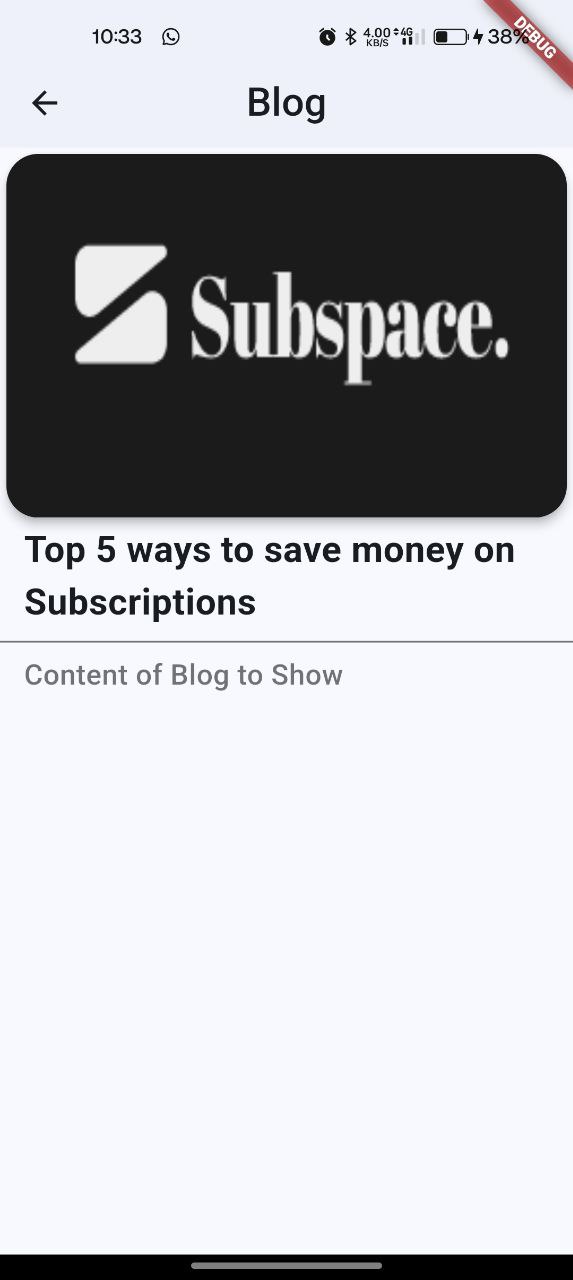 10:33 4.00 KB/S 4G 38%
DEBUG
Blog
Subspace.
Top 5 ways to save money on
Subscriptions
Content of Blog to Show